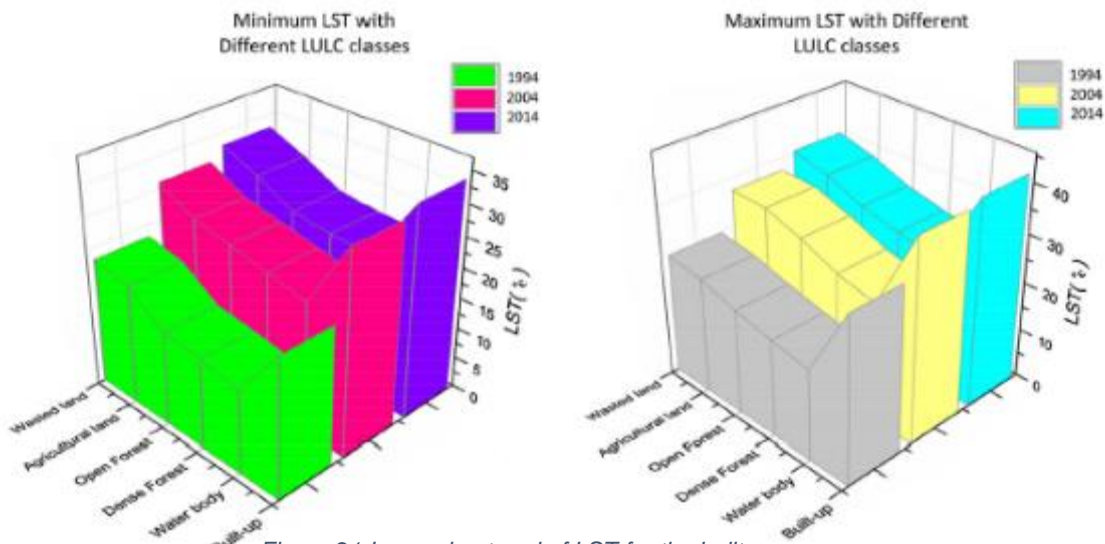 Minimum LST with
Different LULC classes
1994
2004
2014
35
30
25
20
15
10
5
0
LST(℃)
Wasted land
Agricultural land
Open Forest
Dense Forest
Water body
Built-up
Maximum LST with Different
LULC classes
1994
2004
2014
40
30
20
10
0
LST(℃)
Wasted land
Agricultural land
Open Forest
Dense Forest
Water body
Built-up